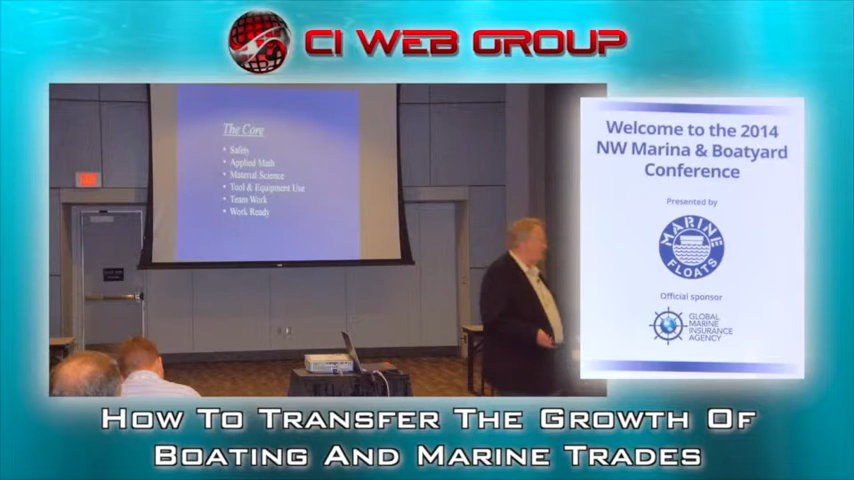 CI WEB GROUP
The Core
• Safety
• Applied Math
• Material Science
• Tool & Equipment Use
• Team Work
• Work Ready
Welcome to the 2014
NW Marina & Boatyard
Conference
Presented by
MARINE
FLOATS
Official sponsor
GLOBAL
MARINE
INSURANCE
AGENCY
HOW TO TRANSFER THE GROWTH OF
BOATING AND MARINE TRADES